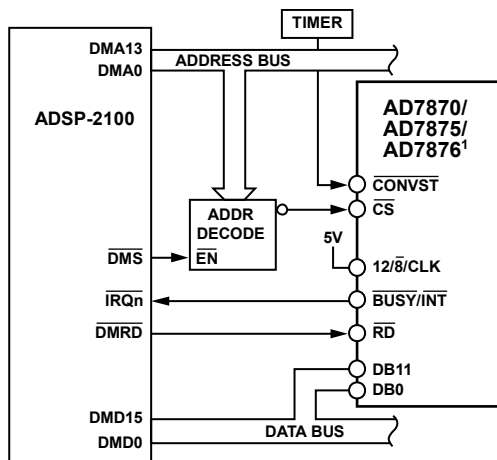 TIMER
DMA13
DMA0
ADDRESS BUS
ADSP-2100
AD7870/
AD7875/
AD7876¹
CONVST
CS
ADDR
DECODE
EN
DMS
5V
12/8/CLK
IRQn
BUSY/INT
DMRD
RD
DB11
DB0
DMD15
DMD0
DATA BUS